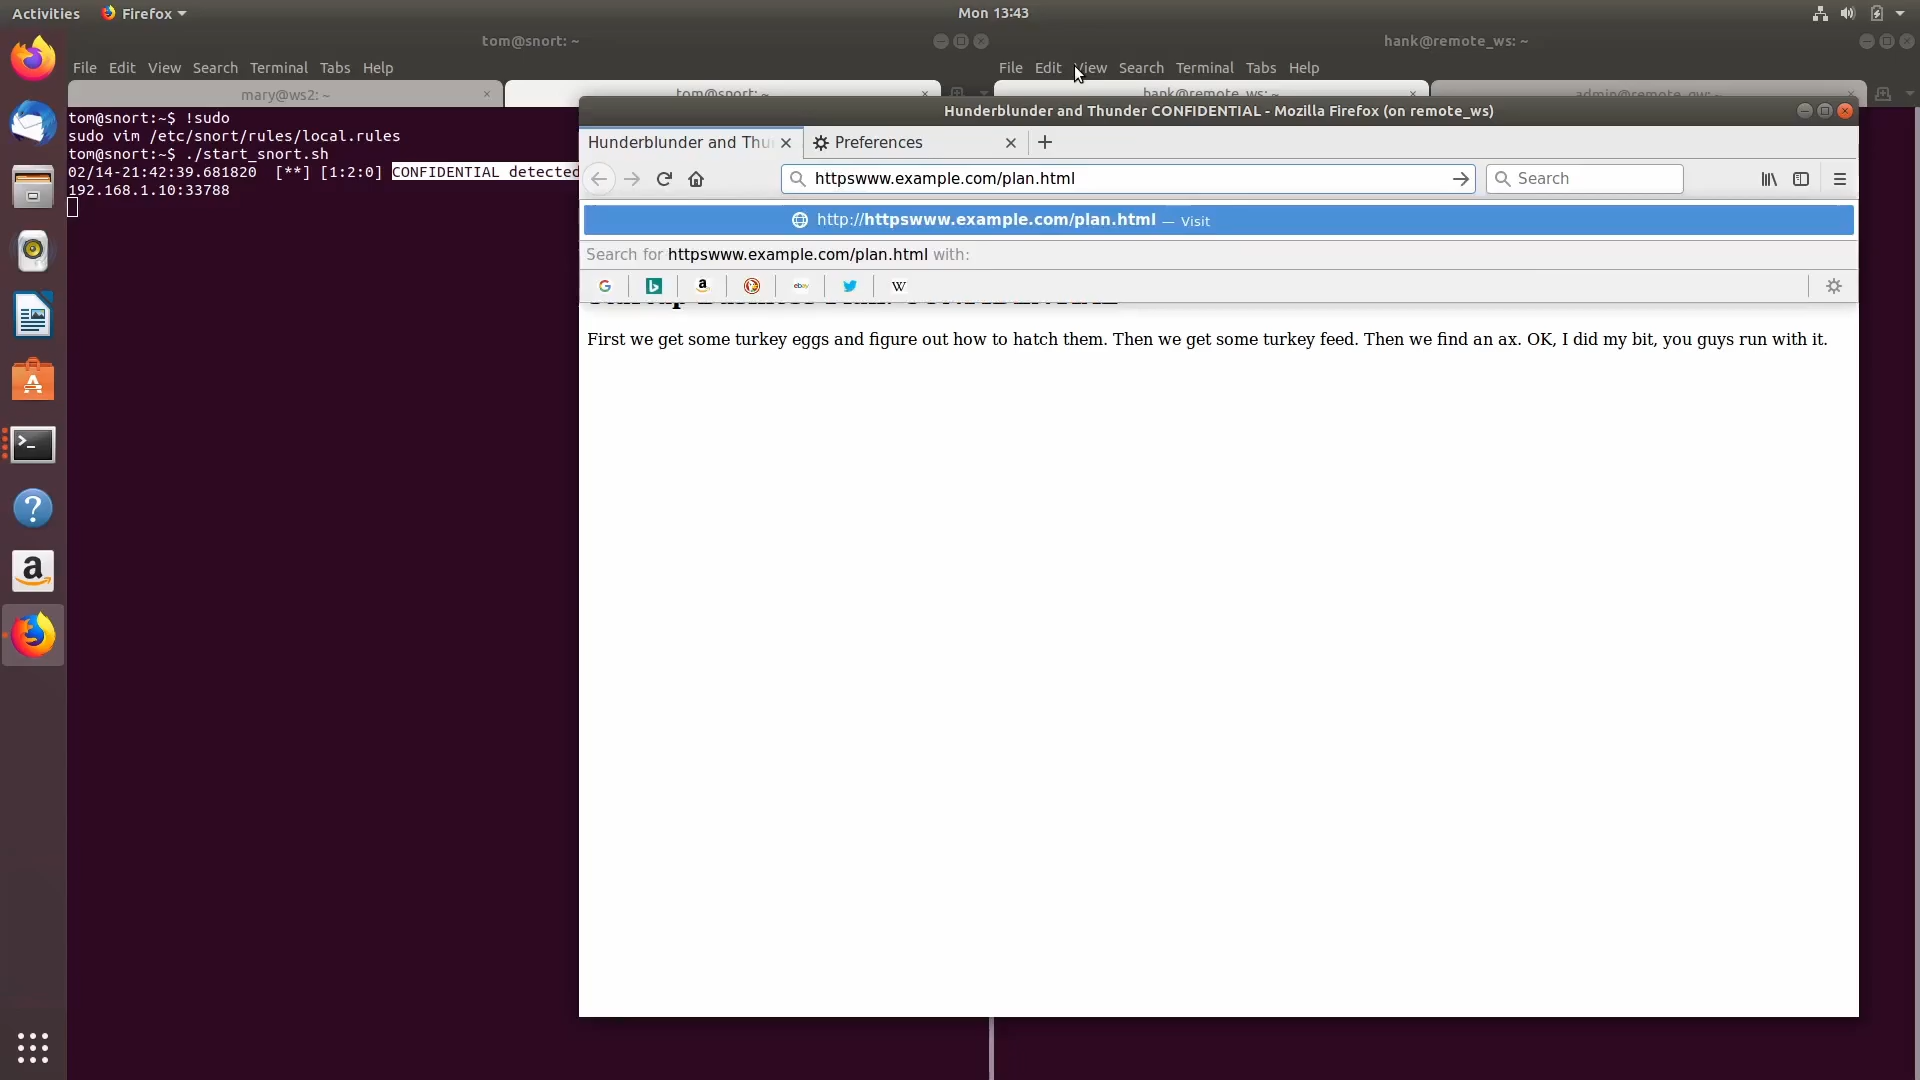 Activities Firefox Mon 13:43
tom@snort: ~ hank@remote_ws: ~
File Edit View Search Terminal Tabs Help File Edit View Search Terminal Tabs Help
mary@ws2: ~ tom@snort: ~ hank@remote_ws: ~
tom@snort:~$ !sudo
sudo vim /etc/snort/rules/local.rules
tom@snort:~$ ./start_snort.sh
02/14-21:42:39.681820 [**] [1:2:0] CONFIDENTIAL detected
192.168.1.10:33788
Hunderblunder and Thunder CONFIDENTIAL - Mozilla Firefox (on remote_ws)
Hunderblunder and Thu Preferences
httpswww.example.com/plan.html Search
http://httpswww.example.com/plan.html — Visit
Search for httpswww.example.com/plan.html with:
First we get some turkey eggs and figure out how to hatch them. Then we get some turkey feed. Then we find an ax. OK, I did my bit, you guys run with it.